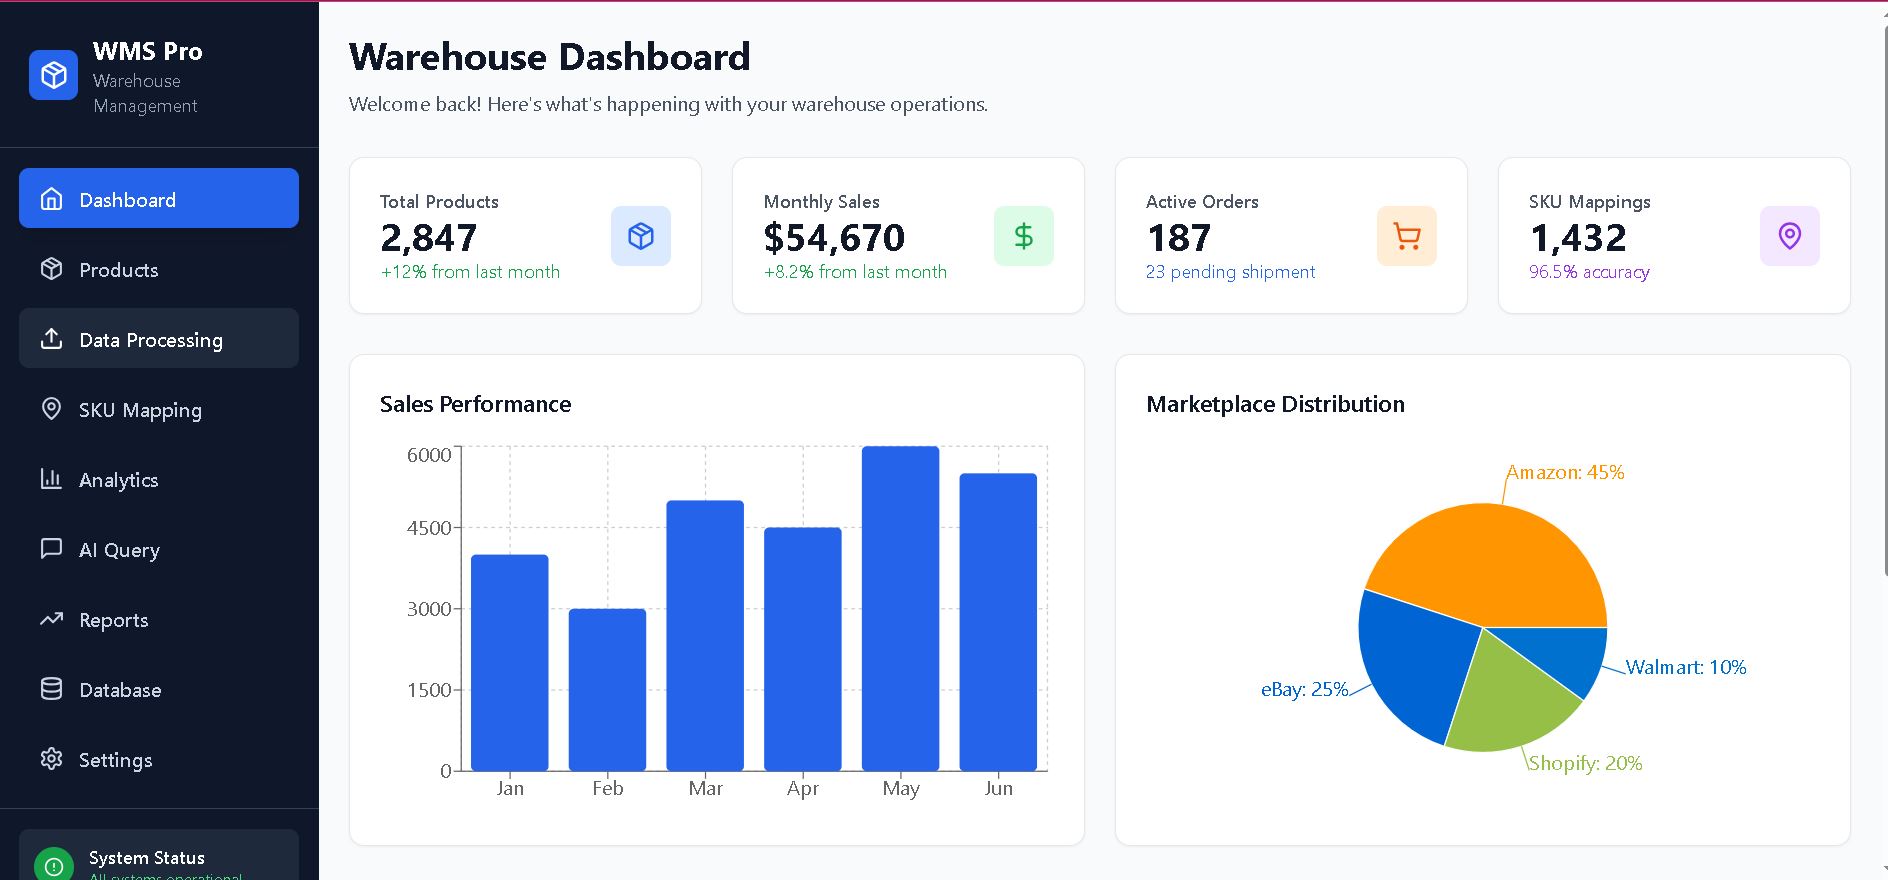 WMS Pro
Warehouse
Management
Dashboard
Products
Data Processing
SKU Mapping
Analytics
AI Query
Reports
Database
Settings
System Status
All systems operational
Warehouse Dashboard
Welcome back! Here's what's happening with your warehouse operations.
Total Products
2,847
+12% from last month
Monthly Sales
$54,670
+8.2% from last month
Active Orders
187
23 pending shipment
SKU Mappings
1,432
96.5% accuracy
Sales Performance
6000
4500
3000
1500
0
Jan Feb Mar Apr May Jun
Marketplace Distribution
Amazon: 45%
Walmart: 10%
eBay: 25%
Shopify: 20%